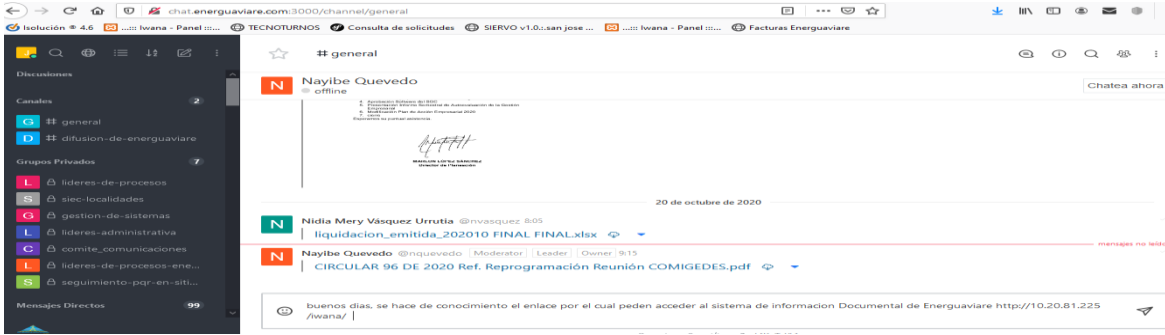 chat.energuaviare.com:3000/channel/general
Isolución ® 4.6 ...::: Iwana - Panel :::... TECNOTURNOS Consulta de solicitudes SIERVO v1.0.:.san jose ... ...::: Iwana - Panel :::... Facturas Energuaviare
# general
Discusiones
Nayibe Quevedo
offline
Chatea ahora
Canales 2
G # general
D # difusion-de-energuaviare
Grupos Privados 7
L lideres-de-procesos
S siec-localidades
G gestion-de-sistemas
L lideres-administrativa
C comite_comunicaciones
L lideres-de-procesos-ene...
S seguimiento-pqr-en-siti...
Mensajes Directos 99
N
Director de Planeación
20 de octubre de 2020
N Nidia Mery Vásquez Urrutia @nvasquez 8:05
liquidacion_emitida_202010 FINAL FINAL.xlsx
mensajes no leído
N Nayibe Quevedo @nquevedo Moderator Leader Owner 9:15
CIRCULAR 96 DE 2020 Ref. Reprogramación Reunión COMIGEDES.pdf
buenos días, se hace de conocimiento el enlace por el cual peden acceder al sistema de informacion Documental de Energuaviare http://10.20.81.225
/iwana/